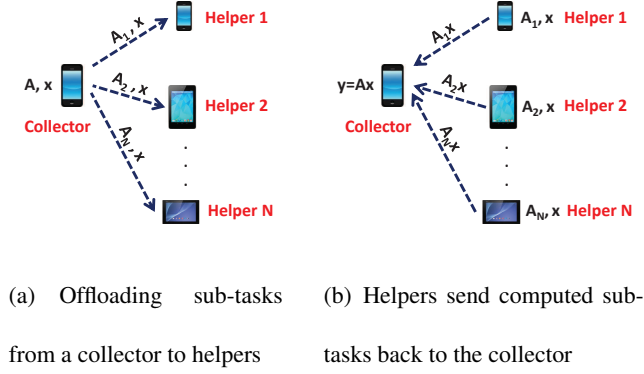 Helper 1
A₁, x
A, x
A₂, x
Helper 2
Collector
Aₙ, x
.
.
.
Helper N
A₁, x Helper 1
A₁x
y=Ax
A₂x
A₂, x Helper 2
Collector
Aₙx
.
.
.
Aₙ, x Helper N
(a) Offloading sub-tasks
from a collector to helpers
(b) Helpers send computed sub-
tasks back to the collector